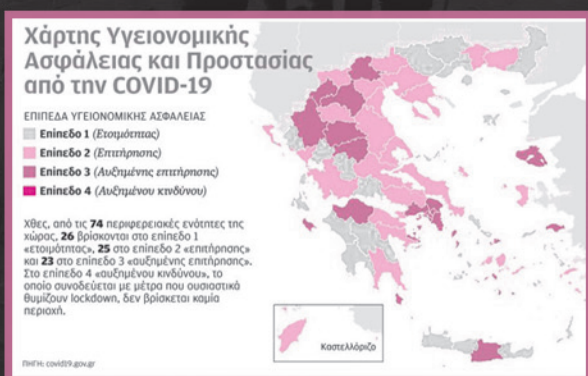 Χάρτης Υγειονομικής
Ασφάλειας και Προστασίας
από την COVID-19
ΕΠΙΠΕΔΑ ΥΓΕΙΟΝΟΜΙΚΗΣ ΑΣΦΑΛΕΙΑΣ
Επίπεδο 1 (Ετοιμότητας)
Επίπεδο 2 (Επιτήρησης)
Επίπεδο 3 (Αυξημένης επιτήρησης)
Επίπεδο 4 (Αυξημένου κινδύνου)
Χθες, από τις 74 περιφερειακές ενότητες της
χώρας, 26 βρίσκονται στο επίπεδο 1
«ετοιμότητας», 25 στο επίπεδο 2 «επιτήρησης»
και 23 στο επίπεδο 3 «αυξημένης επιτήρησης».
Στο επίπεδο 4 «αυξημένου κινδύνου», το
οποίο συνοδεύεται με μέτρα που ουσιαστικά
θυμίζουν lockdown, δεν βρίσκεται καμία
περιοχή.
Καστελλόριζο
ΠΗΓΗ: covid19.gov.gr